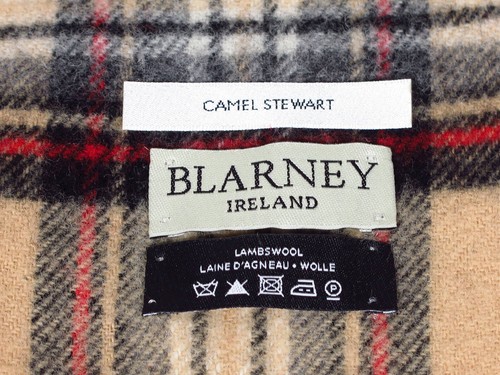 CAMEL STEWART
BLARNEY
IRELAND
LAMBSWOOL
LAINE D'AGNEAU • WOLLE
P